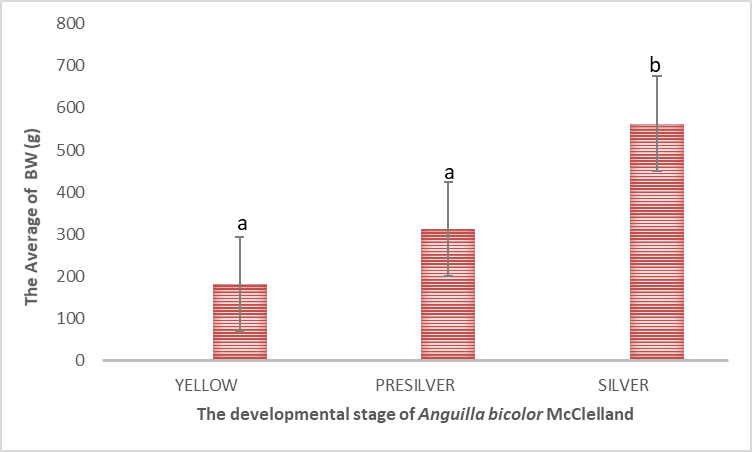 800
700
600
500
400
300
200
100
0
The Average of BW (g)
a
a
b
YELLOW PRESILVER SILVER
The developmental stage of Anguilla bicolor McClelland